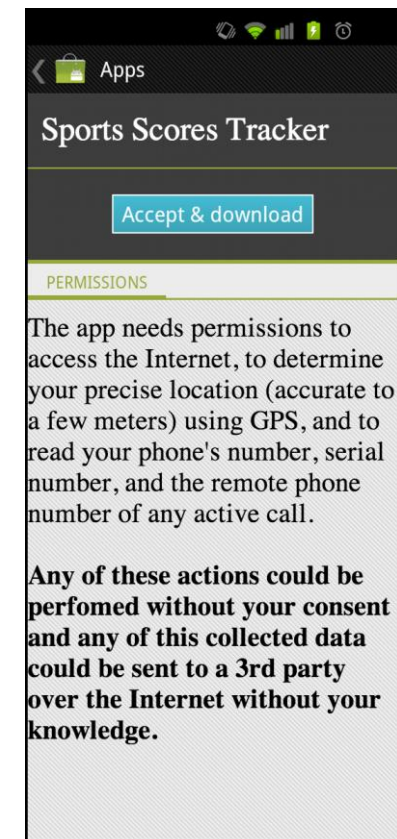 Apps
Sports Scores Tracker
Accept & download
PERMISSIONS
The app needs permissions to
access the Internet, to determine
your precise location (accurate to
a few meters) using GPS, and to
read your phone's number, serial
number, and the remote phone
number of any active call.
Any of these actions could be
perfomed without your consent
and any of this collected data
could be sent to a 3rd party
over the Internet without your
knowledge.